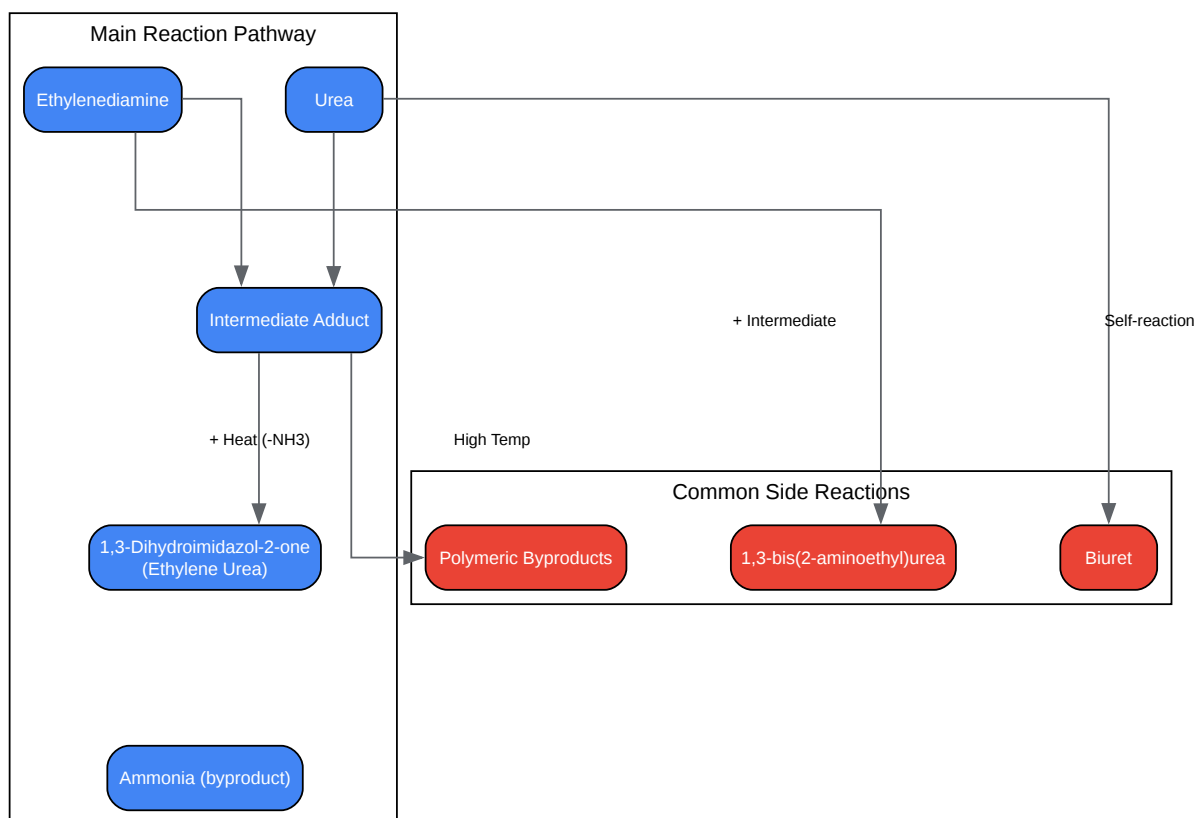 Main Reaction Pathway
Ethylenediamine
Urea
Intermediate Adduct
+ Intermediate
Self-reaction
+ Heat (-NH3)
High Temp
Common Side Reactions
1,3-Dihydroimidazol-2-one
(Ethylene Urea)
Polymeric Byproducts
1,3-bis(2-aminoethyl)urea
Biuret
Ammonia (byproduct)